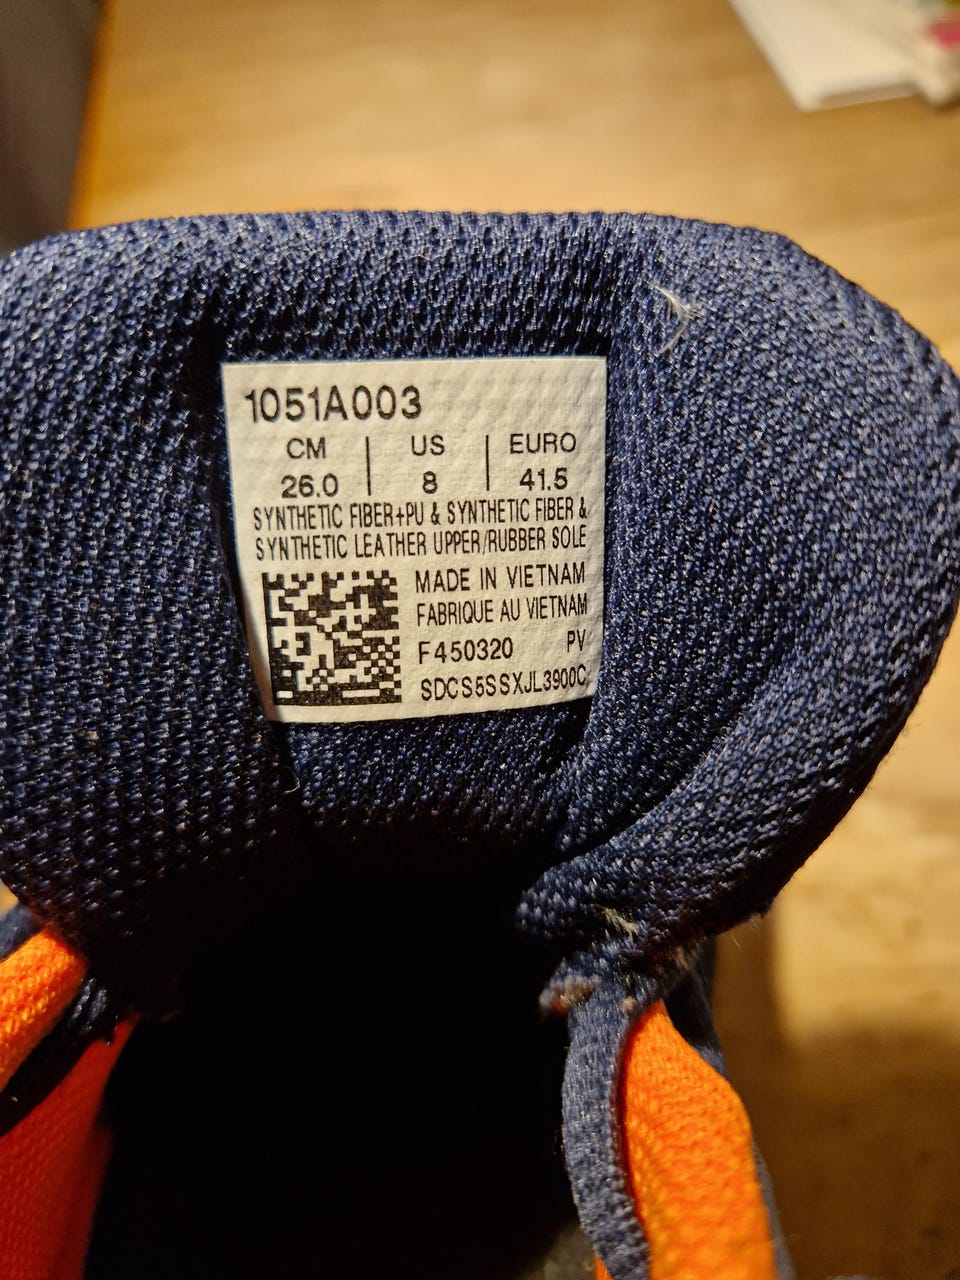 1051A003
CM | US | EURO
26.0 | 8 | 41.5
SYNTHETIC FIBER+PU & SYNTHETIC FIBER &
SYNTHETIC LEATHER UPPER/RUBBER SOLE
MADE IN VIETNAM
FABRIQUE AU VIETNAM
F450320 PV
SDCS5SSXJL3900C